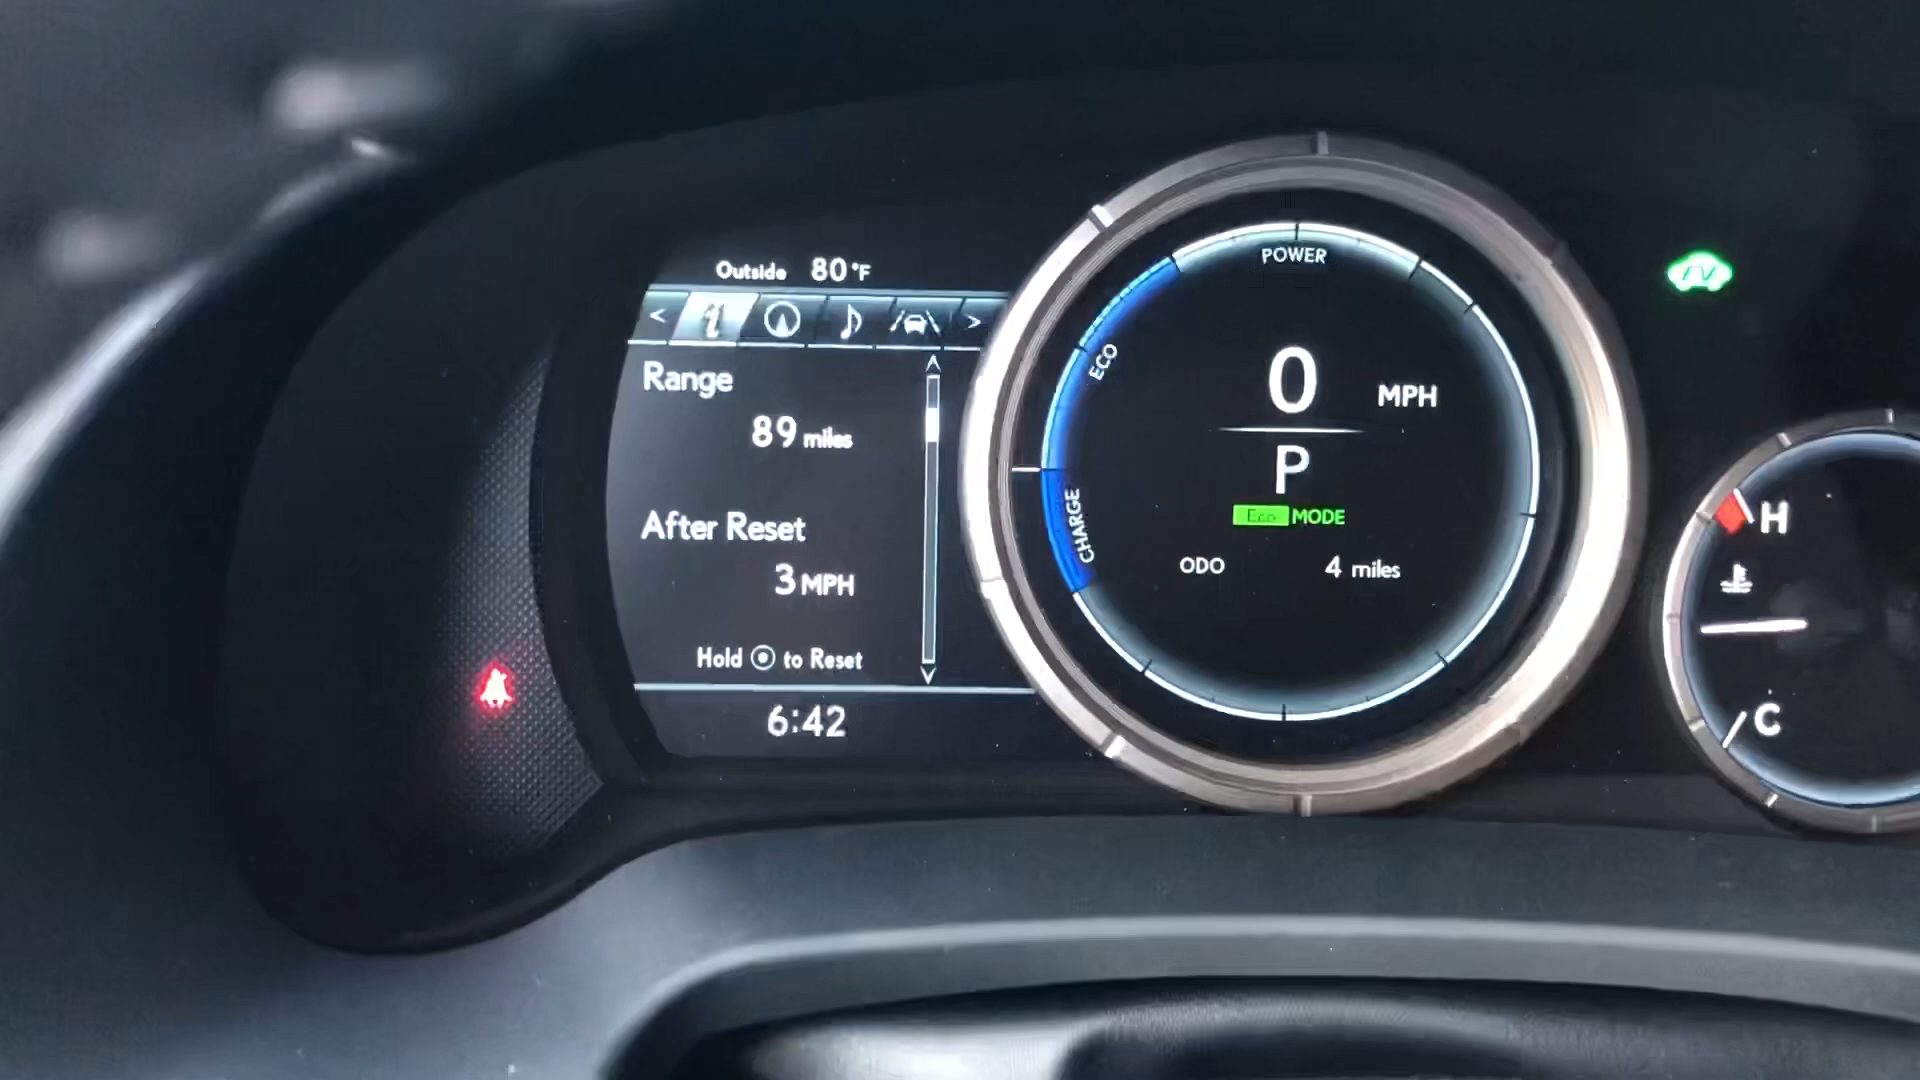 Outside 80°F
Range
89 miles
After Reset
3 MPH
Hold to Reset
6:42
POWER
ECO
CHARGE
0 MPH
P
Eco MODE
ODO 4 miles
EV
H
C